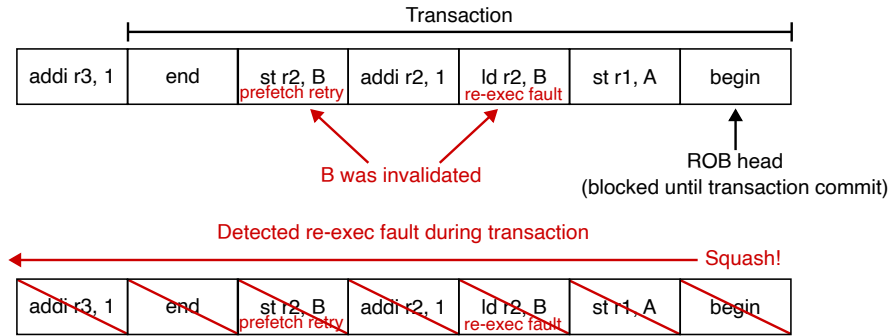 Transaction
addi r3, 1 end st r2, B addi r2, 1 ld r2, B st r1, A begin
prefetch retry re-exec fault
B was invalidated
ROB head
(blocked until transaction commit)
Detected re-exec fault during transaction
Squash!
addi r3, 1 end st r2, B addi r2, 1 ld r2, B st r1, A begin
prefetch retry re-exec fault